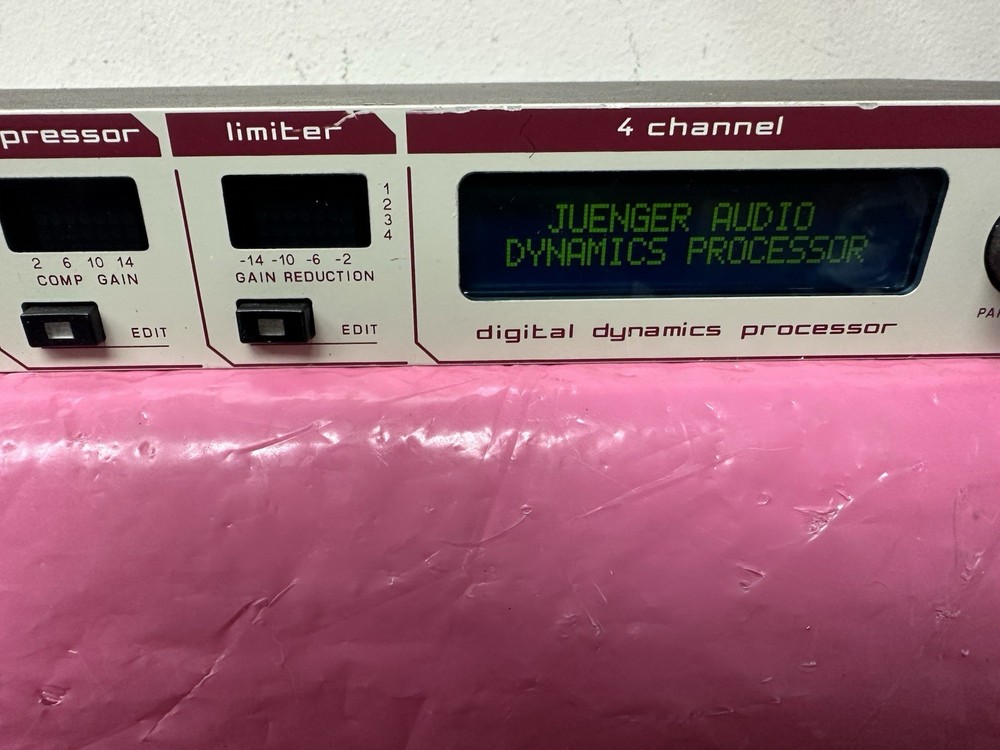 pressor
limiter
4 channel
1
2
3
4
JUENGER AUDIO
DYNAMICS PROCESSOR
2 6 10 14
COMP GAIN
-14 -10 -6 -2
GAIN REDUCTION
EDIT
EDIT
digital dynamics processor
PAR